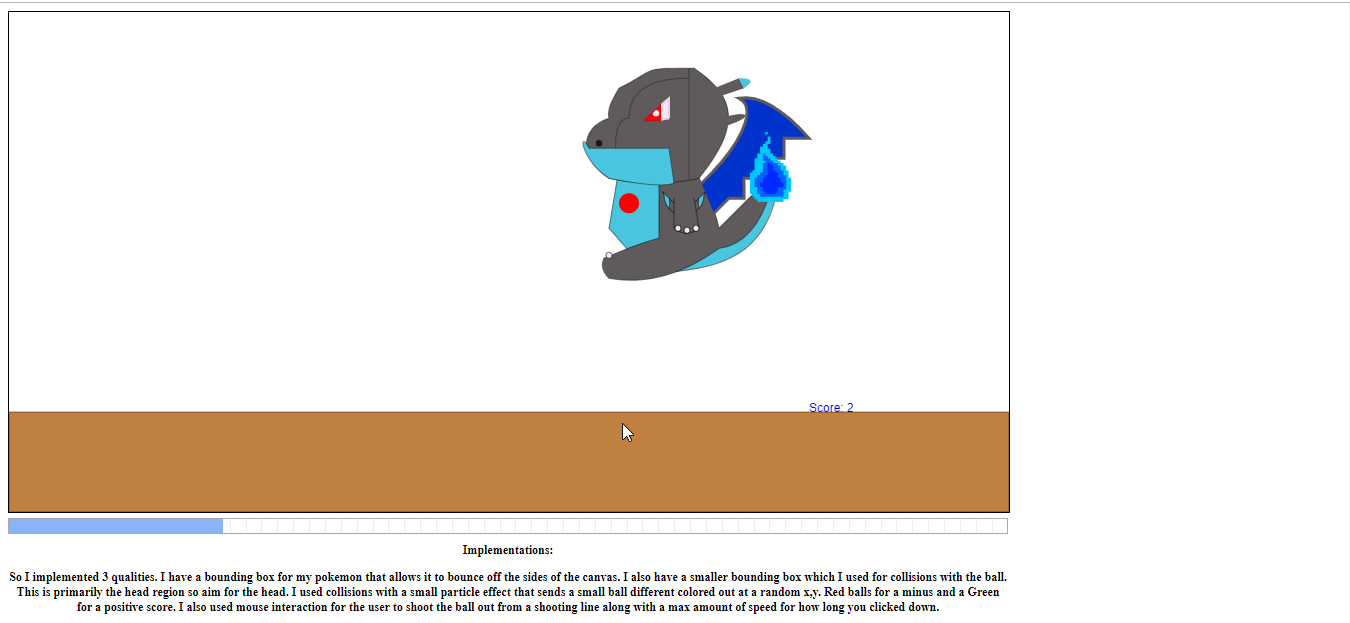 Score: 2
Implementations:
So I implemented 3 qualities. I have a bounding box for my pokemon that allows it to bounce off the sides of the canvas. I also have a smaller bounding box which I used for collisions with the ball.
This is primarily the head region so aim for the head. I used collisions with a small particle effect that sends a small ball different colored out at a random x,y. Red balls for a minus and a Green
for a positive score. I also used mouse interaction for the user to shoot the ball out from a shooting line along with a max amount of speed for how long you clicked down.